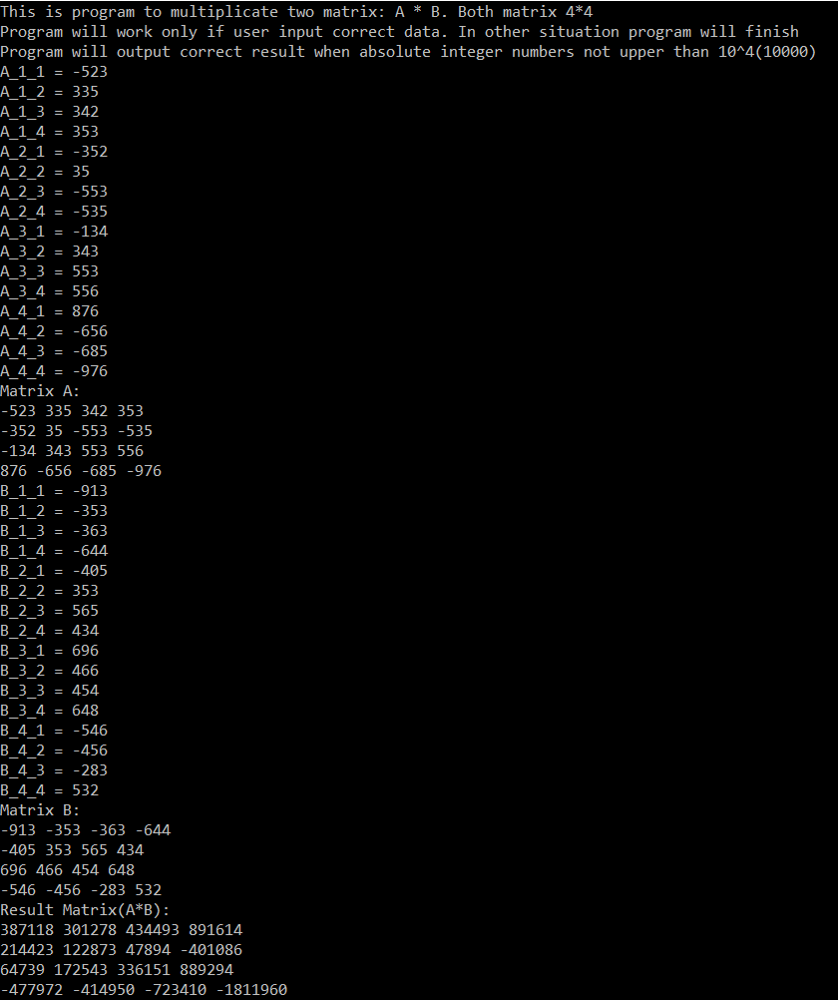 This is program to multiplicate two matrix: A * B. Both matrix 4*4
Program will work only if user input correct data. In other situation program will finish
Program will output correct result when absolute integer numbers not upper than 10^4(10000)
A_1_1 = -523
A_1_2 = 335
A_1_3 = 342
A_1_4 = 353
A_2_1 = -352
A_2_2 = 35
A_2_3 = -553
A_2_4 = -535
A_3_1 = -134
A_3_2 = 343
A_3_3 = 553
A_3_4 = 556
A_4_1 = 876
A_4_2 = -656
A_4_3 = -685
A_4_4 = -976
Matrix A:
-523 335 342 353
-352 35 -553 -535
-134 343 553 556
876 -656 -685 -976
B_1_1 = -913
B_1_2 = -353
B_1_3 = -363
B_1_4 = -644
B_2_1 = -405
B_2_2 = 353
B_2_3 = 565
B_2_4 = 434
B_3_1 = 696
B_3_2 = 466
B_3_3 = 454
B_3_4 = 648
B_4_1 = -546
B_4_2 = -456
B_4_3 = -283
B_4_4 = 532
Matrix B:
-913 -353 -363 -644
-405 353 565 434
696 466 454 648
-546 -456 -283 532
Result Matrix(A*B):
387118 301278 434493 891614
214423 122873 47894 -401086
64739 172543 336151 889294
-477972 -414950 -723410 -1811960